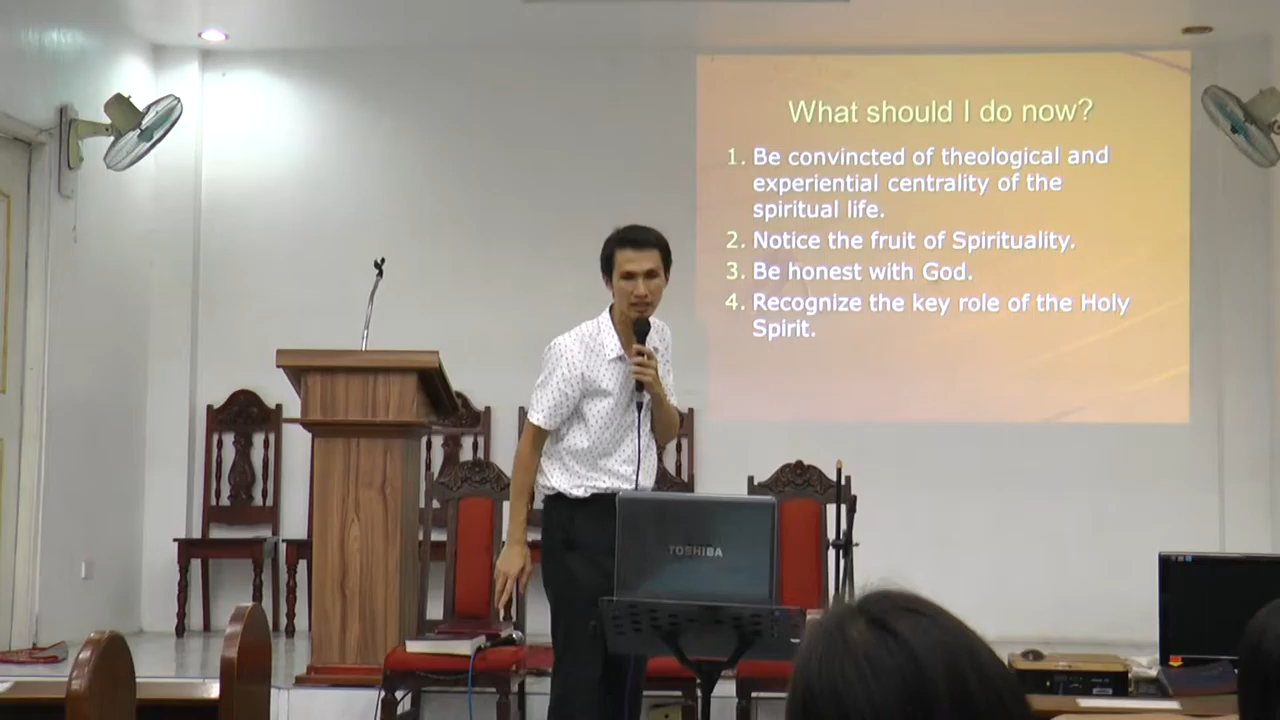 What should I do now?
1. Be convincted of theological and
experiential centrality of the
spiritual life.
2. Notice the fruit of Spirituality.
3. Be honest with God.
4. Recognize the key role of the Holy
Spirit.
TOSHIBA